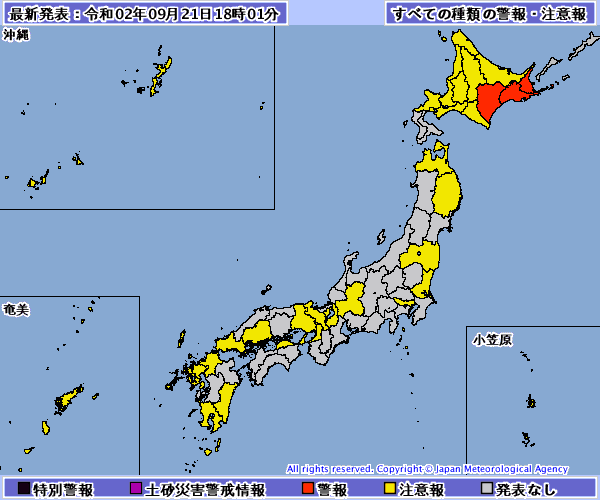 最新発表：令和02年09月21日18時01分
すべての種類の警報・注意報
沖縄
奄美
小笠原
All rights reserved. Copyright © Japan Meteorological Agency
特別警報
土砂災害警戒情報
警報
注意報
発表なし